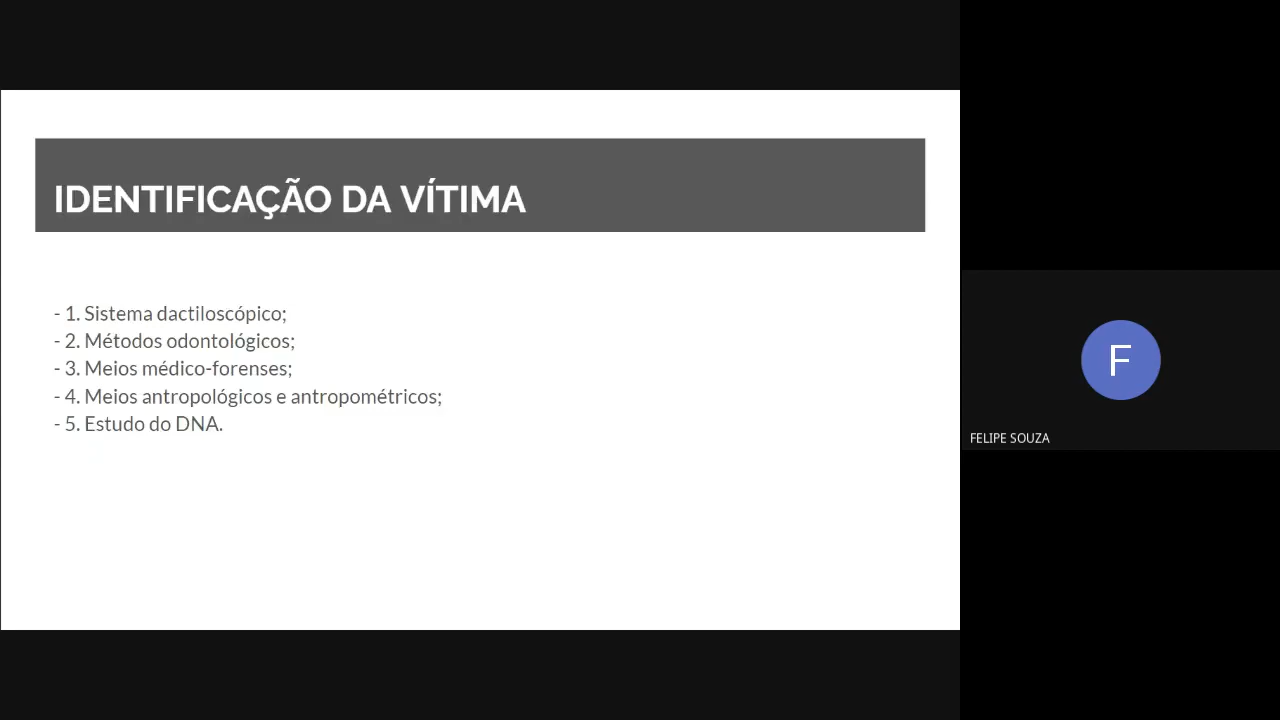 IDENTIFICAÇÃO DA VÍTIMA
- 1. Sistema dactiloscópico;
- 2. Métodos odontológicos;
- 3. Meios médico-forenses;
- 4. Meios antropológicos e antropométricos;
- 5. Estudo do DNA.
F
FELIPE SOUZA